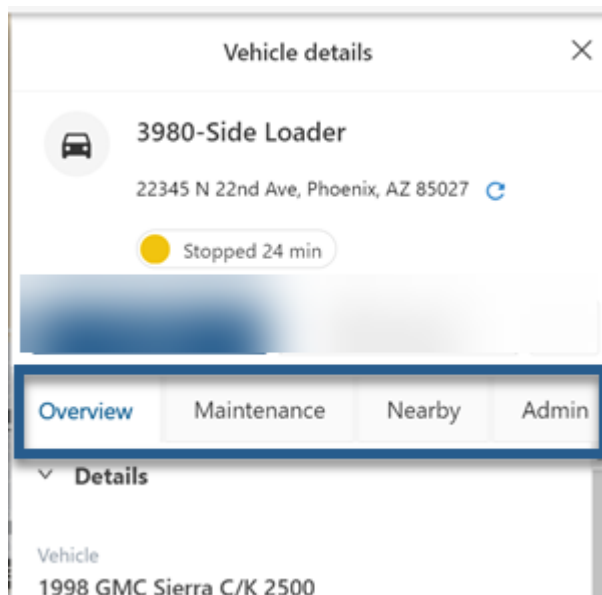 Vehicle details
3980-Side Loader
22345 N 22nd Ave, Phoenix, AZ 85027
Stopped 24 min
Overview Maintenance Nearby Admin
Details
Vehicle
1998 GMC Sierra C/K 2500